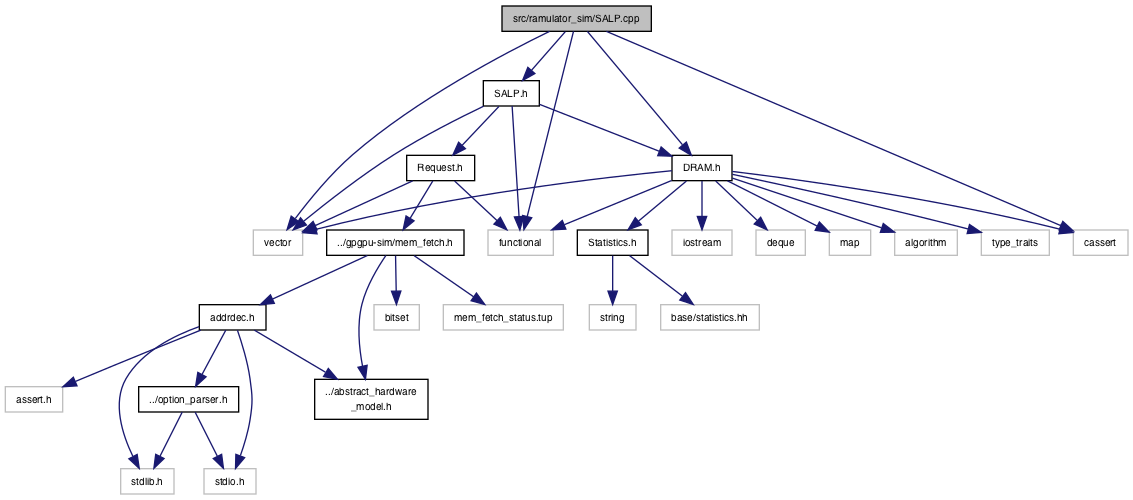 src/ramulator_sim/SALP.cpp
SALP.h
Request.h
DRAM.h
vector
../gpgpu-sim/mem_fetch.h
functional
Statistics.h
iostream
deque
map
algorithm
type_traits
cassert
addrdec.h
bitset
mem_fetch_status.tup
string
base/statistics.hh
assert.h
../option_parser.h
../abstract_hardware
_model.h
stdlib.h
stdio.h